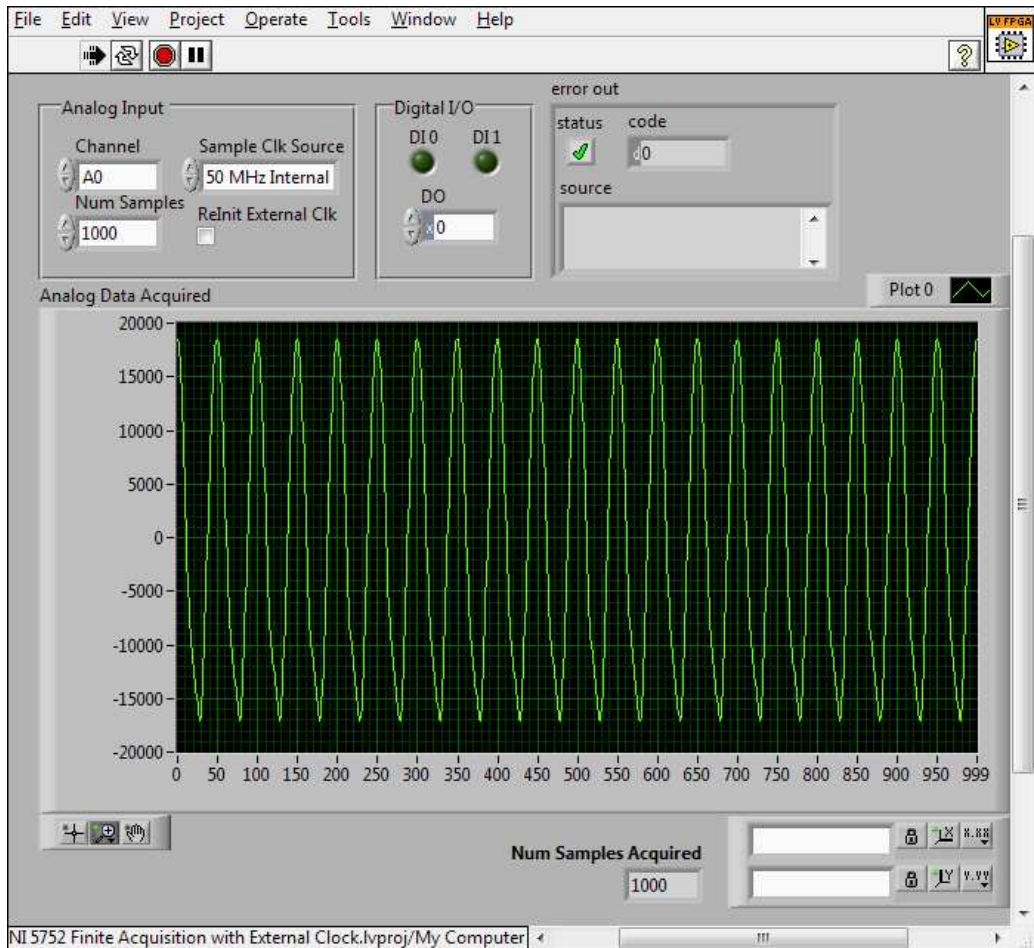 File Edit View Project Operate Tools Window Help
LV FPGA
Analog Input
Channel
A0
Sample Clk Source
50 MHz Internal
Num Samples
1000
ReInit External Clk
Digital I/O
DI 0 DI 1
DO
x 0
error out
status code
d 0
source
Analog Data Acquired
Plot 0
20000
15000
10000
5000
0
-5000
-10000
-15000
-20000
0 50 100 150 200 250 300 350 400 450 500 550 600 650 700 750 800 850 900 950 999
Num Samples Acquired
1000
X X.XX
Y Y.YY
NI 5752 Finite Acquisition with External Clock.lvproj/My Computer